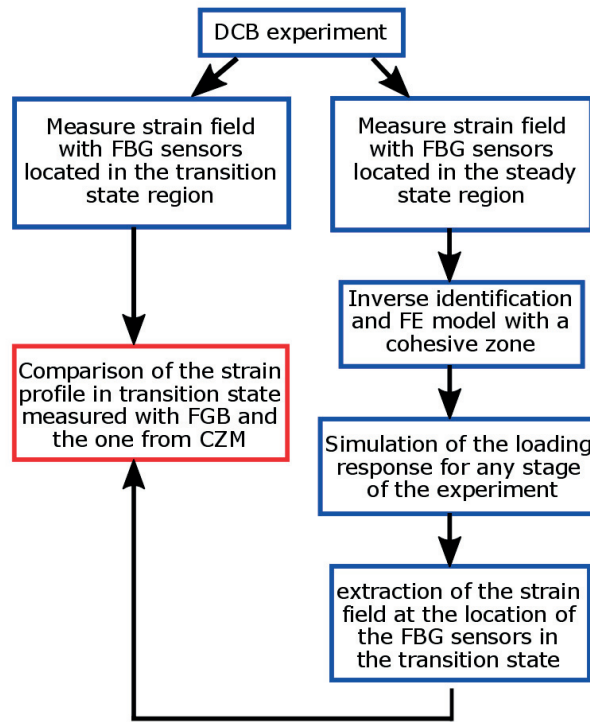 DCB experiment
Measure strain field
with FBG sensors
located in the transition
state region
Measure strain field
with FBG sensors
located in the steady
state region
Inverse identification
and FE model with a
cohesive zone
Comparison of the strain
profile in transition state
measured with FGB and
the one from CZM
Simulation of the loading
response for any stage
of the experiment
extraction of the strain
field at the location of
the FBG sensors in
the transition state